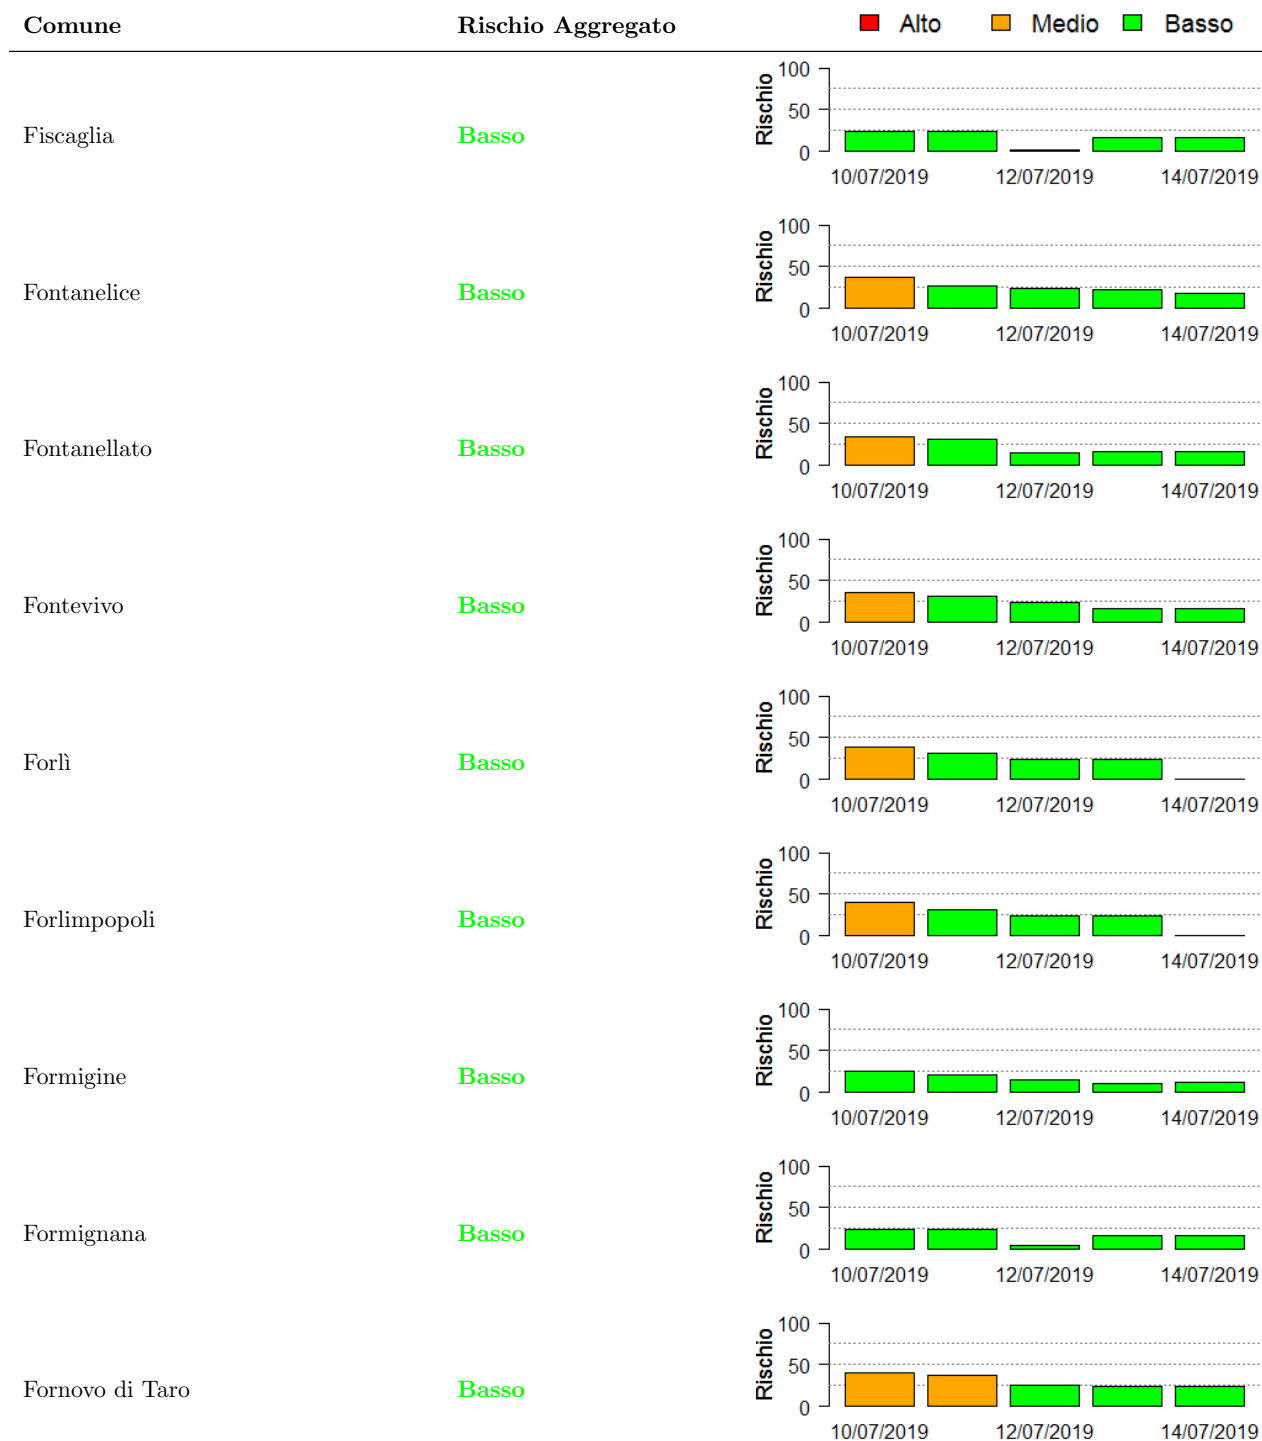 Comune Rischio Aggregato Alto Medio Basso
Fiscaglia Basso
Rischio
100
50
0
10/07/2019 12/07/2019 14/07/2019
Fontanelice Basso
Rischio
100
50
0
10/07/2019 12/07/2019 14/07/2019
Fontanellato Basso
Rischio
100
50
0
10/07/2019 12/07/2019 14/07/2019
Fontevivo Basso
Rischio
100
50
0
10/07/2019 12/07/2019 14/07/2019
Forlì Basso
Rischio
100
50
0
10/07/2019 12/07/2019 14/07/2019
Forlimpopoli Basso
Rischio
100
50
0
10/07/2019 12/07/2019 14/07/2019
Formigine Basso
Rischio
100
50
0
10/07/2019 12/07/2019 14/07/2019
Formignana Basso
Rischio
100
50
0
10/07/2019 12/07/2019 14/07/2019
Fornovo di Taro Basso
Rischio
100
50
0
10/07/2019 12/07/2019 14/07/2019